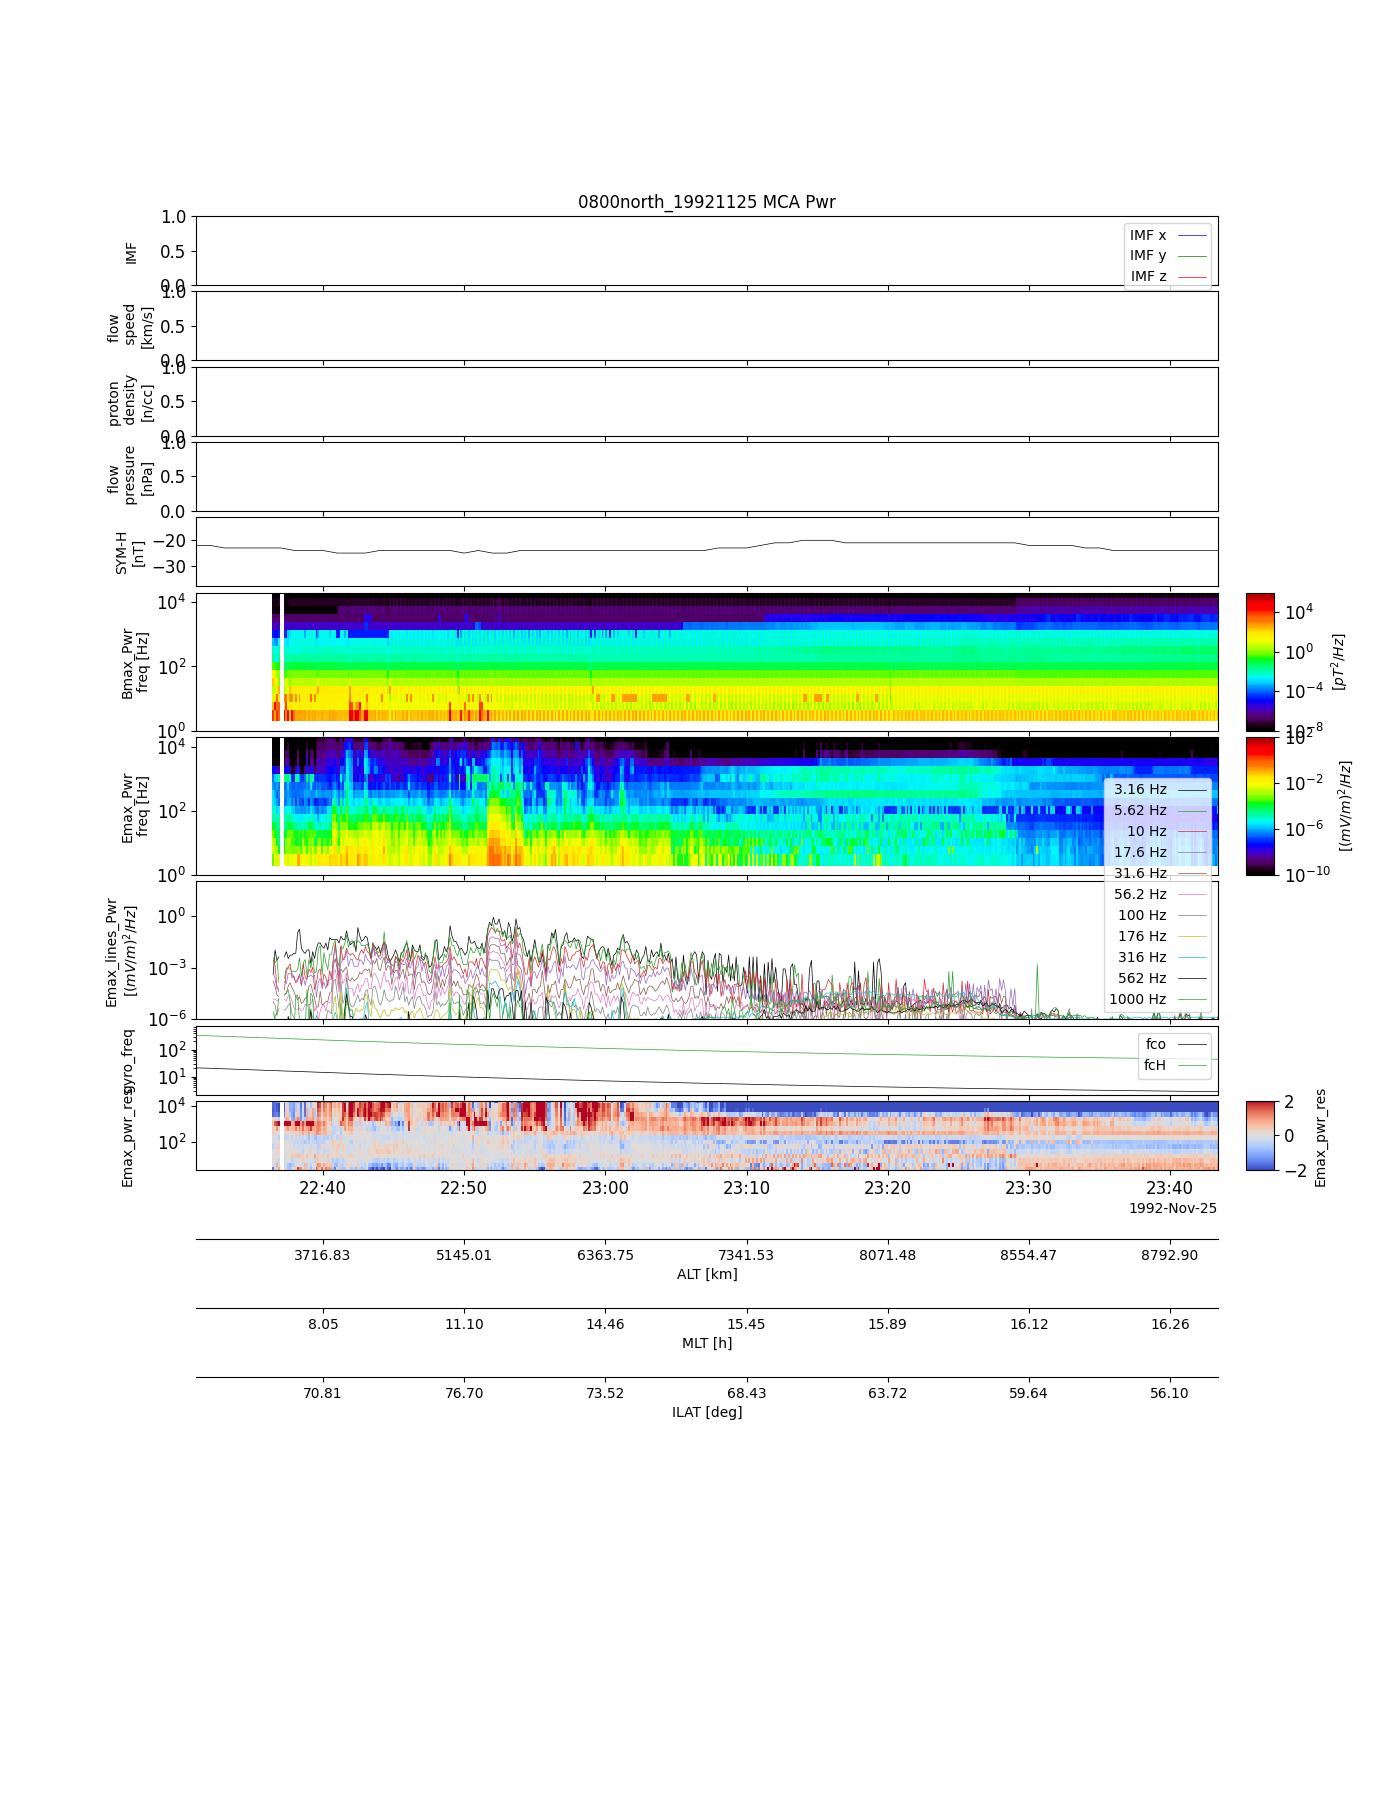 0800north_19921125 MCA Pwr
1.0
0.5
0.0
IMF
IMF x
IMF y
IMF z
1.0
0.5
0.0
flow
speed
[km/s]
1.0
0.5
0.0
proton
density
[n/cc]
1.0
0.5
0.0
flow
pressure
[nPa]
−20
−30
SYM-H
[nT]
10^4
10^2
10^0
Bmax_Pwr
freq [Hz]
10^4
10^0
10^−4
10^−8
[pT^2/Hz]
10^4
10^2
10^0
Emax_Pwr
freq [Hz]
10^2
10^−2
10^−6
10^−10
[(mV/m)^2/Hz]
3.16 Hz
5.62 Hz
10 Hz
17.6 Hz
31.6 Hz
56.2 Hz
100 Hz
176 Hz
316 Hz
562 Hz
1000 Hz
10^0
10^−3
10^−6
Emax_lines_Pwr
[(mV/m)^2/Hz]
10^2
10^1
gyro_freq
fco
fcH
10^4
10^2
Emax_pwr_res
2
0
−2
Emax_pwr_res
22:40 22:50 23:00 23:10 23:20 23:30 23:40
1992-Nov-25
3716.83 5145.01 6363.75 7341.53 8071.48 8554.47 8792.90
ALT [km]
8.05 11.10 14.46 15.45 15.89 16.12 16.26
MLT [h]
70.81 76.70 73.52 68.43 63.72 59.64 56.10
ILAT [deg]